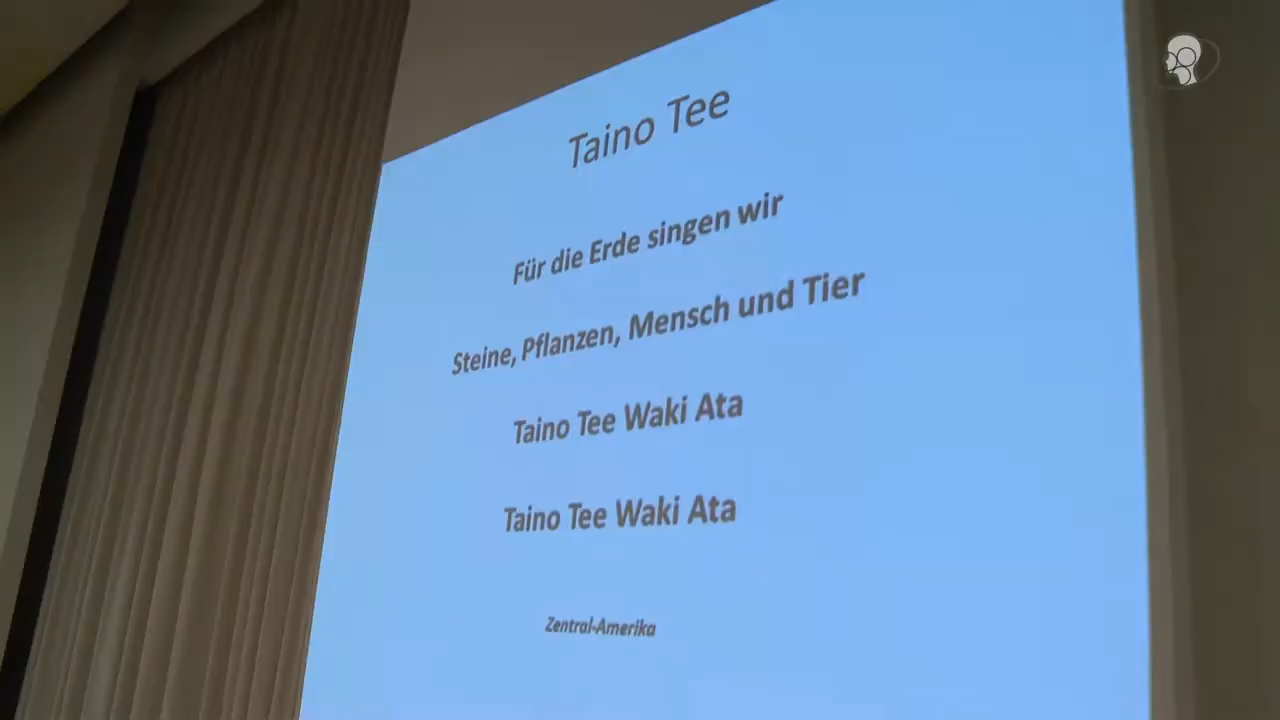 Taino Tee
Für die Erde singen wir
Steine, Pflanzen, Mensch und Tier
Taino Tee Waki Ata
Taino Tee Waki Ata
Zentral-Amerika